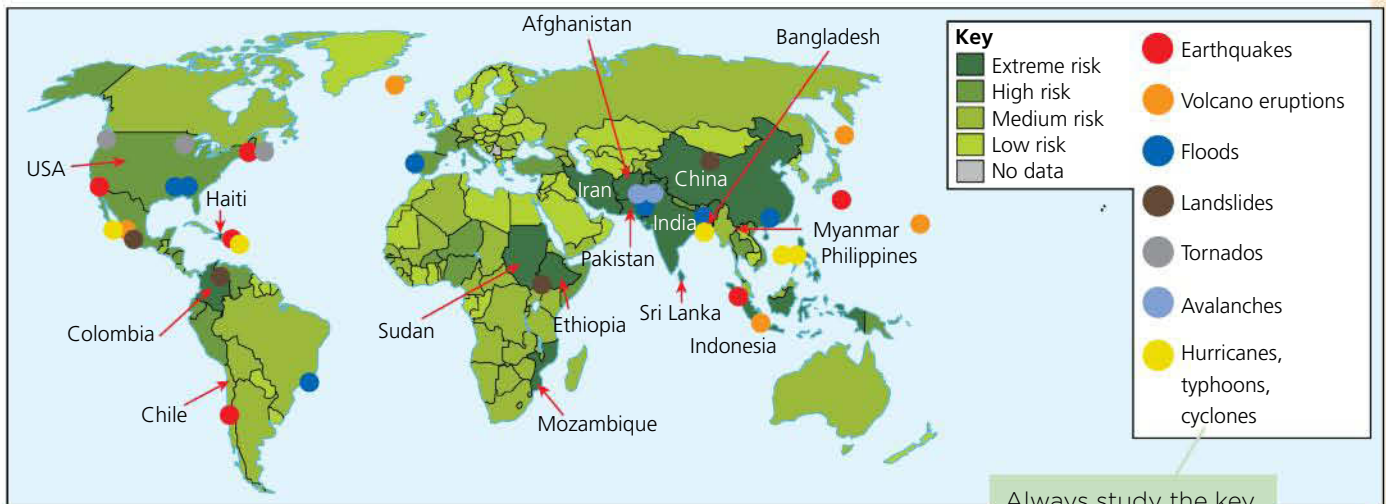 Afghanistan
Bangladesh
USA
Haiti
Iran
China
India
Myanmar
Philippines
Pakistan
Colombia
Sudan
Ethiopia
Sri Lanka
Indonesia
Chile
Mozambique
Key
Extreme risk
High risk
Medium risk
Low risk
No data
Earthquakes
Volcano eruptions
Floods
Landslides
Tornados
Avalanches
Hurricanes,
typhoons,
cyclones
Always study the key